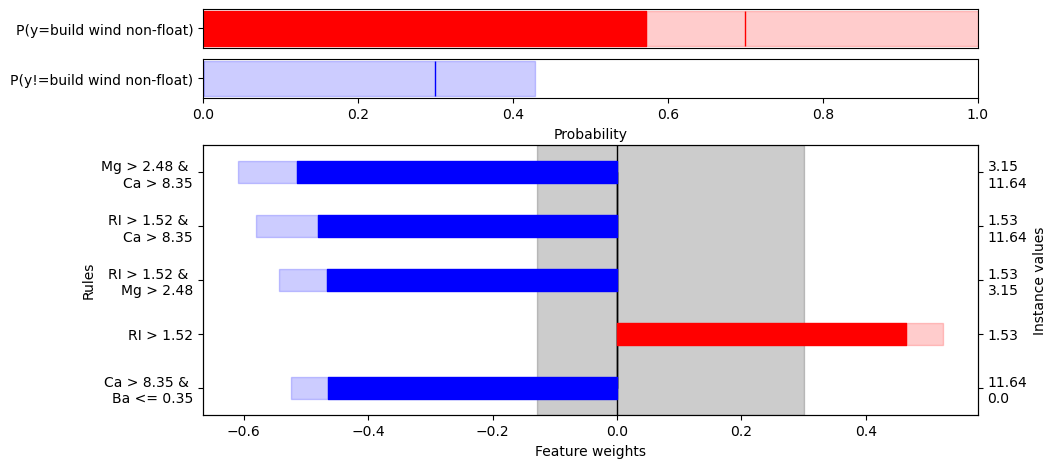 P(y=build wind non-float)
P(y!=build wind non-float)
0.0 0.2 0.4 0.6 0.8 1.0
Probability
Mg > 2.48 &
Ca > 8.35
3.15
11.64
RI > 1.52 &
Ca > 8.35
1.53
11.64
RI > 1.52 &
Mg > 2.48
1.53
3.15
RI > 1.52
1.53
Ca > 8.35 &
Ba <= 0.35
11.64
0.0
Rules
Instance values
−0.6 −0.4 −0.2 0.0 0.2 0.4
Feature weights